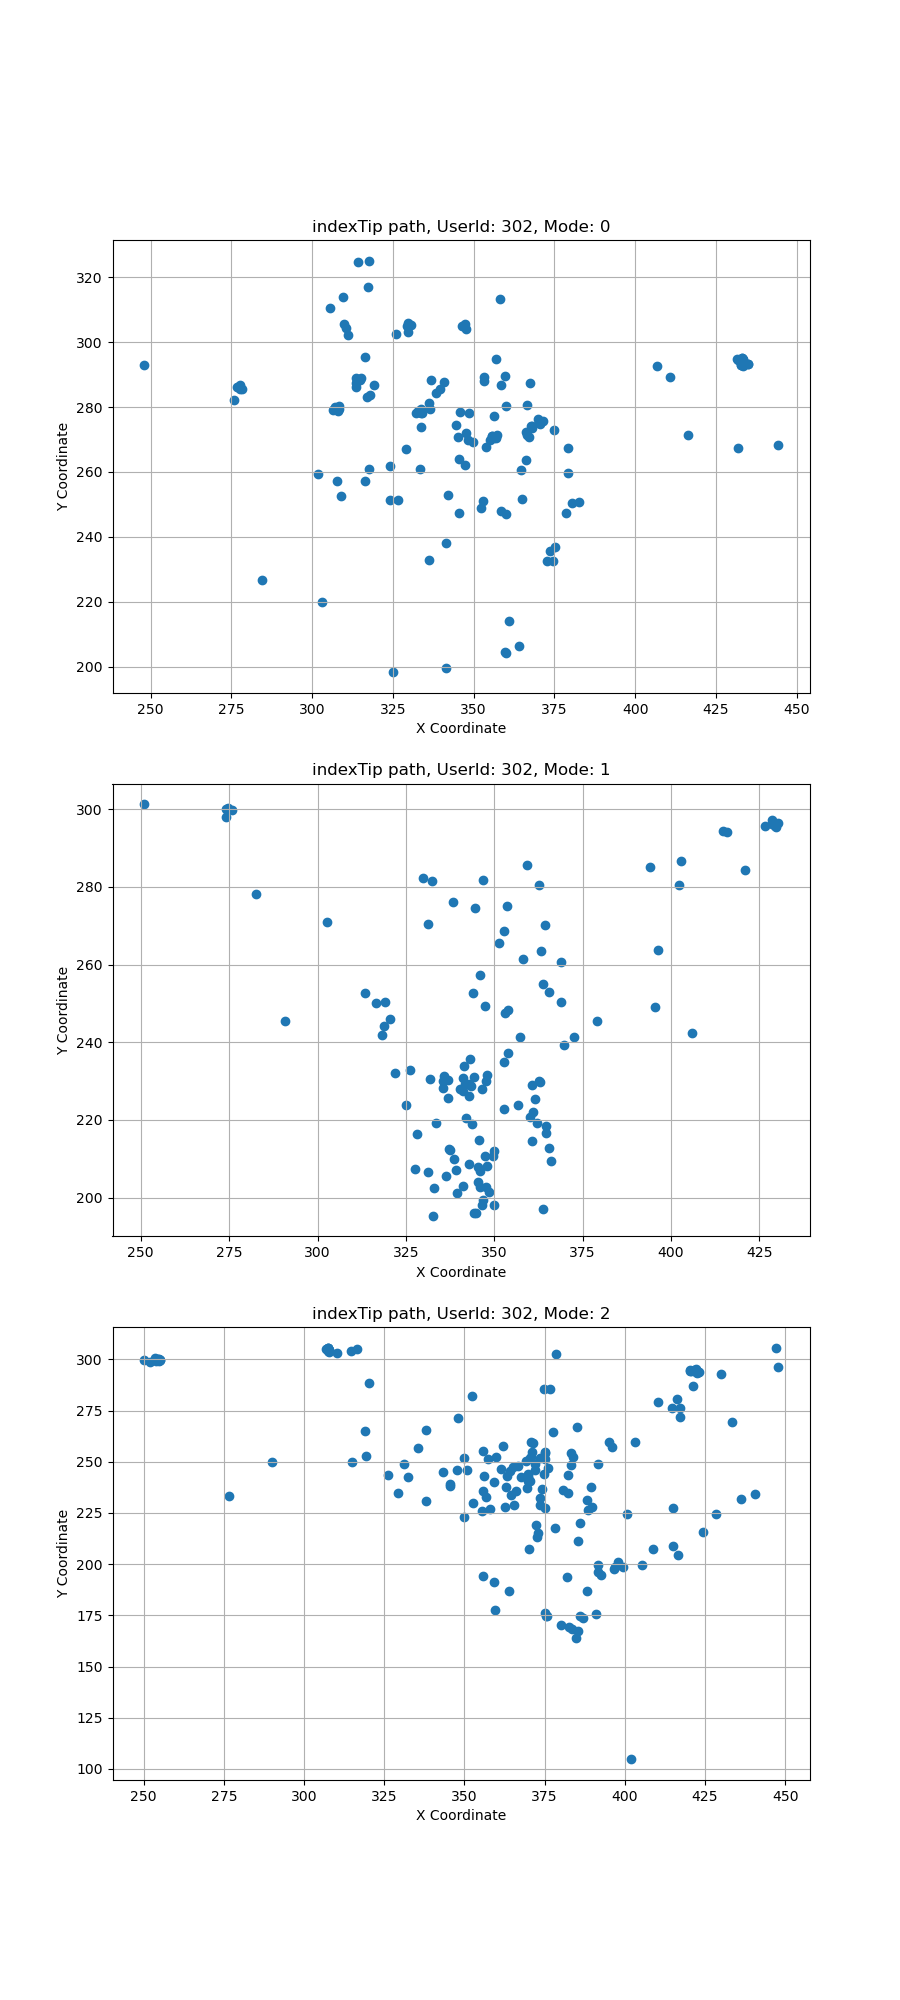 indexTip path, UserId: 302, Mode: 0
320
300
280
260
240
220
200
Y Coordinate
250 275 300 325 350 375 400 425 450
X Coordinate
indexTip path, UserId: 302, Mode: 1
300
280
260
240
220
200
Y Coordinate
250 275 300 325 350 375 400 425
X Coordinate
indexTip path, UserId: 302, Mode: 2
300
275
250
225
200
175
150
125
100
Y Coordinate
250 275 300 325 350 375 400 425 450
X Coordinate